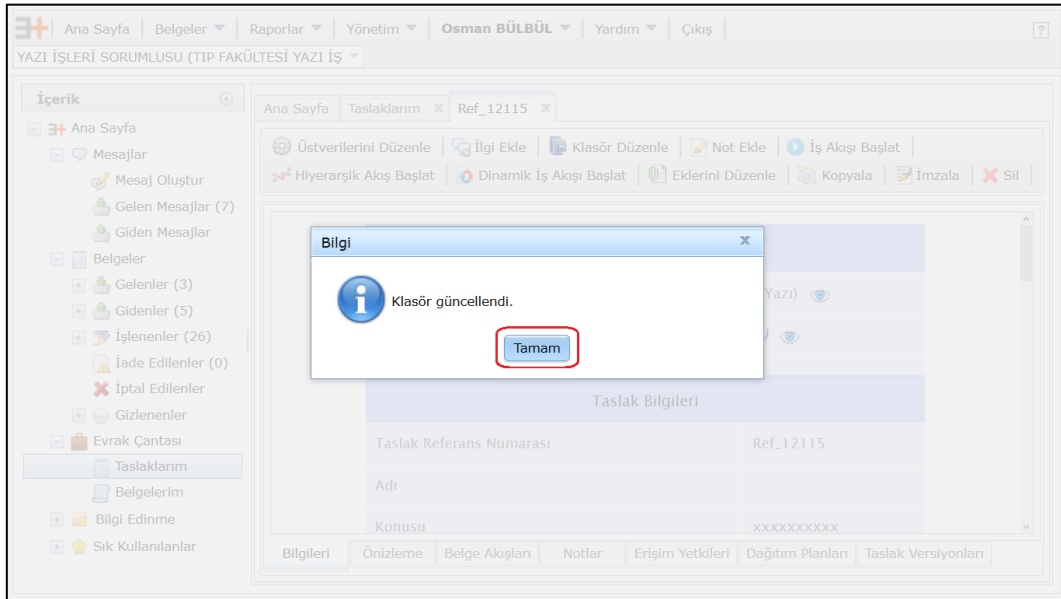 Ana Sayfa Belgeler Raporlar Yönetim Osman BÜLBÜL Yardım Çıkış ?
YAZI İŞLERİ SORUMLUSU (TIP FAKÜLTESİ YAZI İŞ
İçerik
Ana Sayfa
Mesajlar
Mesaj Oluştur
Gelen Mesajlar (7)
Giden Mesajlar
Belgeler
Gelenler (3)
Gidenler (5)
İşlenenler (26)
İade Edilenler (0)
İptal Edilenler
Gizlenenler
Evrak Çantası
Taslaklarım
Belgelerim
Bilgi Edinme
Sık Kullanılanlar
Ana Sayfa Taslaklarım x Ref_12115 x
Üstverilerini Düzenle İlgi Ekle Klasör Düzenle Not Ekle İş Akışı Başlat
Hiyerarşik Akış Başlat Dinamik İş Akışı Başlat Eklerini Düzenle Kopyala İmzala Sil
Bilgi x
Klasör güncellendi.
Tamam
Yazı)
)
Taslak Bilgileri
Taslak Referans Numarası Ref_12115
Adı
Konusu xxxxxxxxxx
Bilgileri Önizleme Belge Akışları Notlar Erişim Yetkileri Dağıtım Planları Taslak Versiyonları